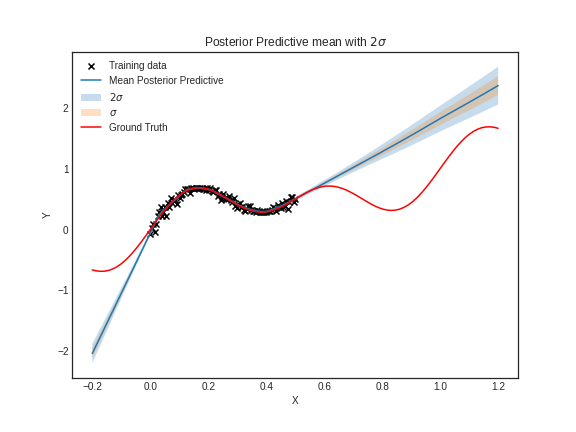 Posterior Predictive mean with 2σ
Training data
Mean Posterior Predictive
2σ
σ
Ground Truth
Y
2
1
0
−1
−2
−0.2 0.0 0.2 0.4 0.6 0.8 1.0 1.2
X